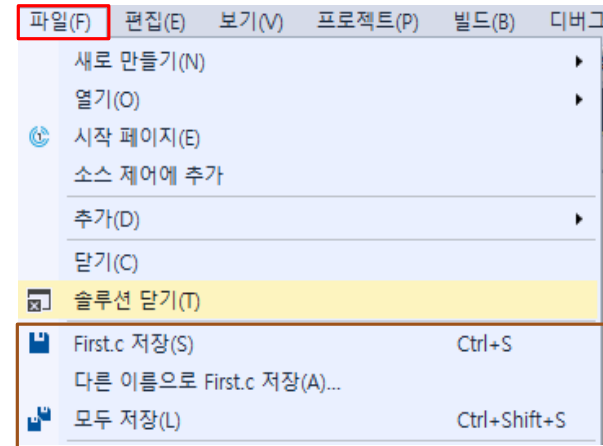 파일(F) 편집(E) 보기(V) 프로젝트(P) 빌드(B) 디버그
새로 만들기(N)
열기(O)
시작 페이지(E)
소스 제어에 추가
추가(D)
닫기(C)
솔루션 닫기(T)
First.c 저장(S) Ctrl+S
다른 이름으로 First.c 저장(A)...
모두 저장(L) Ctrl+Shift+S